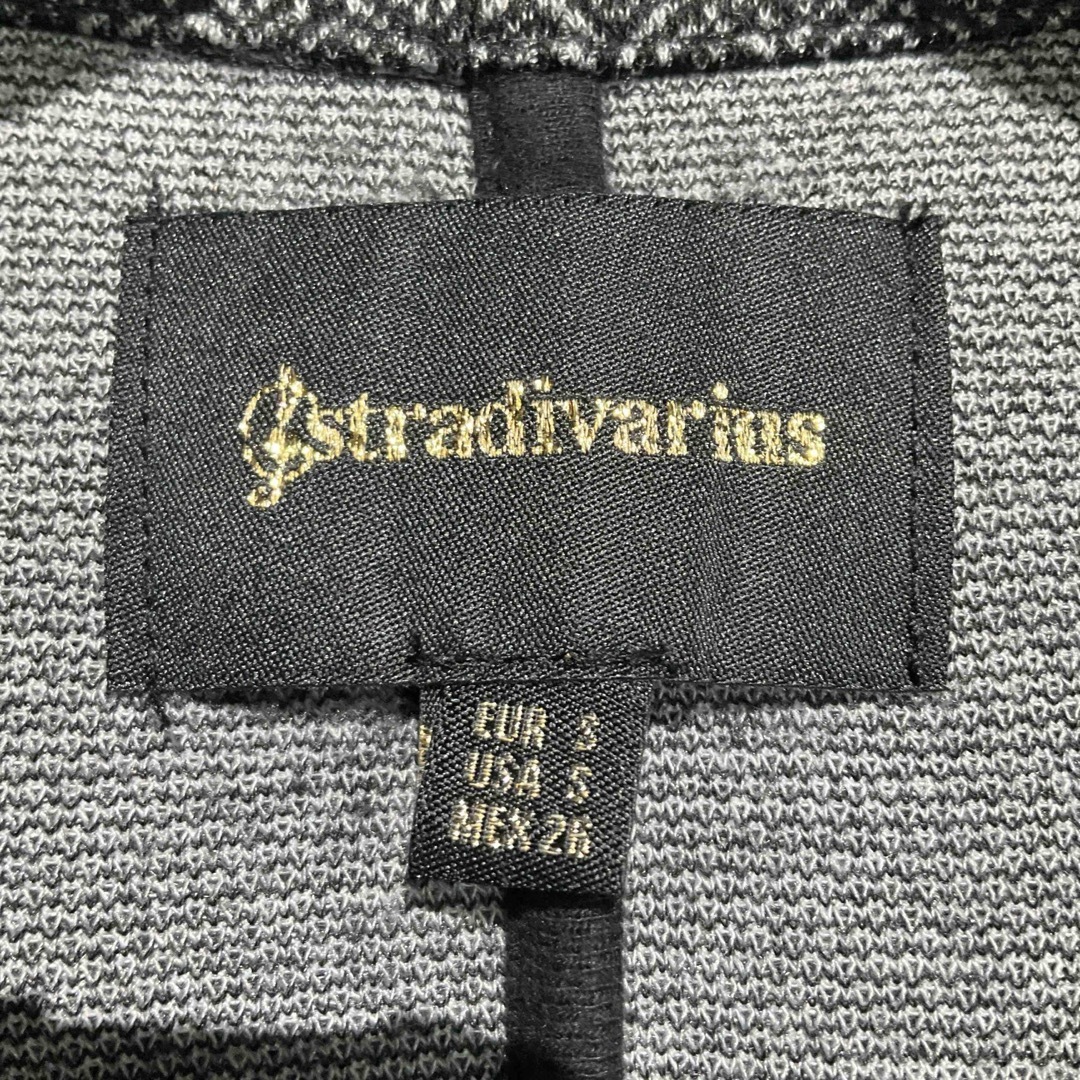 stradivarius
EUR S
USA S
MEX 26